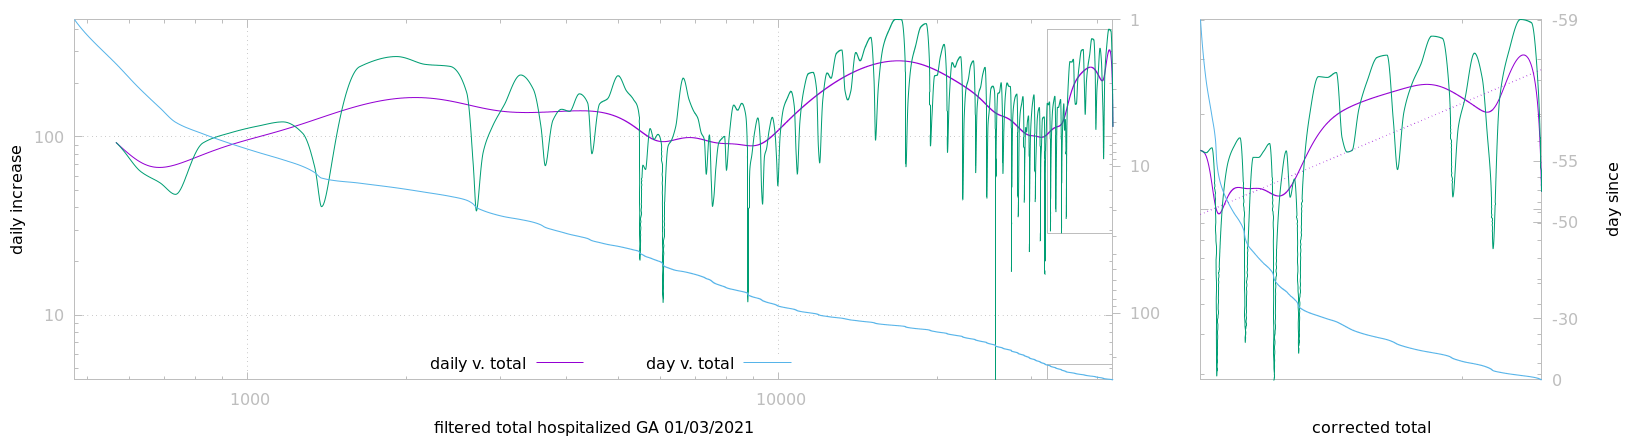 1
-59
100
daily increase
10
-55
-50
day since
10
100
-30
daily v. total
day v. total
0
1000
10000
filtered total hospitalized GA 01/03/2021
corrected total